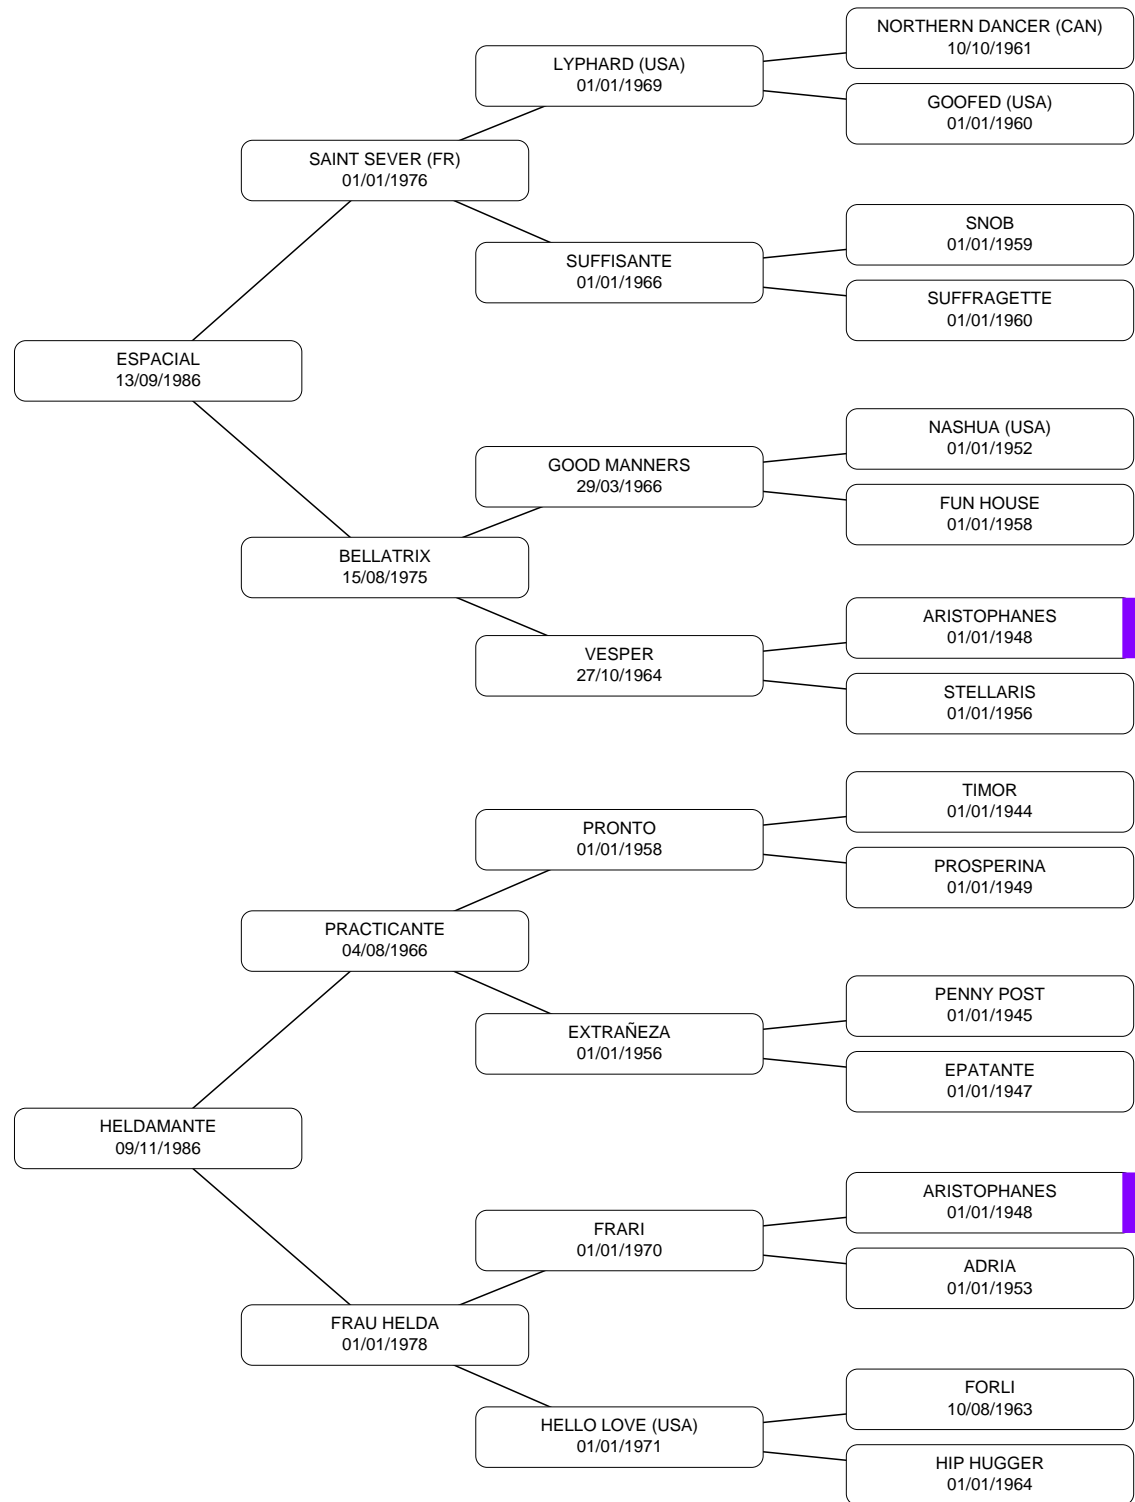 NORTHERN DANCER (CAN)
10/10/1961
LYPHARD (USA)
01/01/1969
GOOFED (USA)
01/01/1960
SAINT SEVER (FR)
01/01/1976
SNOB
01/01/1959
SUFFISANTE
01/01/1966
SUFFRAGETTE
01/01/1960
ESPACIAL
13/09/1986
NASHUA (USA)
01/01/1952
GOOD MANNERS
29/03/1966
FUN HOUSE
01/01/1958
BELLATRIX
15/08/1975
ARISTOPHANES
01/01/1948
VESPER
27/10/1964
STELLARIS
01/01/1956
TIMOR
01/01/1944
PRONTO
01/01/1958
PROSPERINA
01/01/1949
PRACTICANTE
04/08/1966
PENNY POST
01/01/1945
EXTRAÑEZA
01/01/1956
EPATANTE
01/01/1947
HELDAMANTE
09/11/1986
ARISTOPHANES
01/01/1948
FRARI
01/01/1970
ADRIA
01/01/1953
FRAU HELDA
01/01/1978
FORLI
10/08/1963
HELLO LOVE (USA)
01/01/1971
HIP HUGGER
01/01/1964